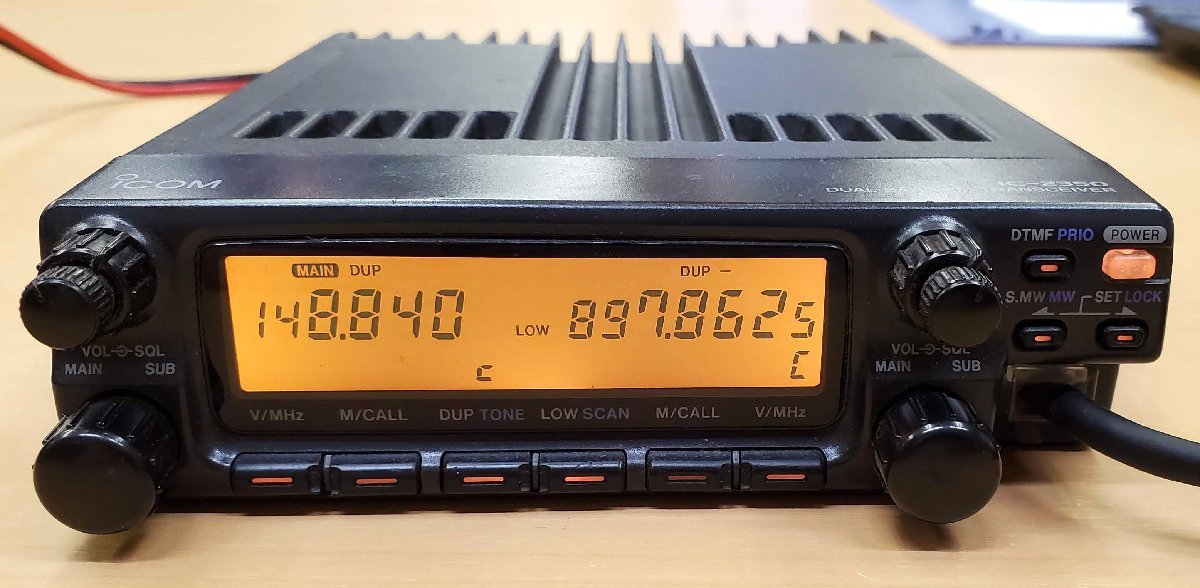 ICOM
IC-2350
DUAL TRANSCEIVER
DTMF PRIO POWER
MAIN DUP DUP −
148.840 LOW 897.8625
c C
S.MW MW SET LOCK
VOL SQL VOL SQL
MAIN SUB MAIN SUB
V/MHz M/CALL DUP TONE LOW SCAN M/CALL V/MHz